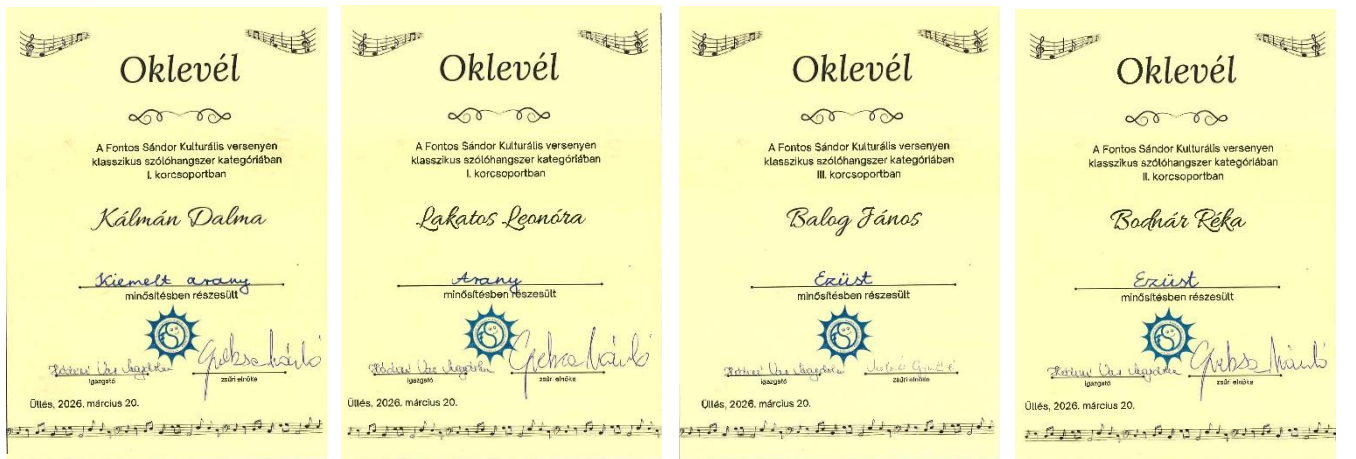 Oklevél
A Fontos Sándor Kulturális versenyen
klasszikus szólóhangszer kategóriában
I. korcsoportban
Kálmán Dalma
Kiemelt arany
minősítésben részesült
igazgató
zsűri elnöke
Üllés, 2026. március 20.
Oklevél
A Fontos Sándor Kulturális versenyen
klasszikus szólóhangszer kategóriában
I. korcsoportban
Lakatos Leonóra
Arany
minősítésben részesült
igazgató
zsűri elnöke
Üllés, 2026. március 20.
Oklevél
A Fontos Sándor Kulturális versenyen
klasszikus szólóhangszer kategóriában
III. korcsoportban
Balog János
Ezüst
minősítésben részesült
igazgató
zsűri elnöke
Üllés, 2026. március 20.
Oklevél
A Fontos Sándor Kulturális versenyen
klasszikus szólóhangszer kategóriában
II. korcsoportban
Bodnár Réka
Ezüst
minősítésben részesült
igazgató
zsűri elnöke
Üllés, 2026. március 20.